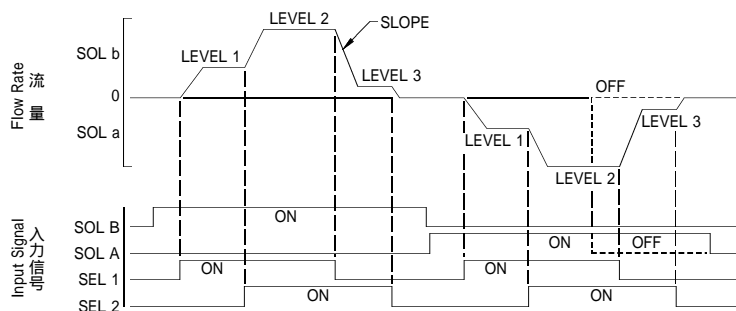 LEVEL 2
SLOPE
SOL b
LEVEL 1
LEVEL 3
Flow Rate
流量
0
OFF
SOL a
LEVEL 1
LEVEL 3
LEVEL 2
Input Signal
入力信号
SOL B
ON
SOL A
ON
OFF
SEL 1
ON
ON
SEL 2
ON
ON